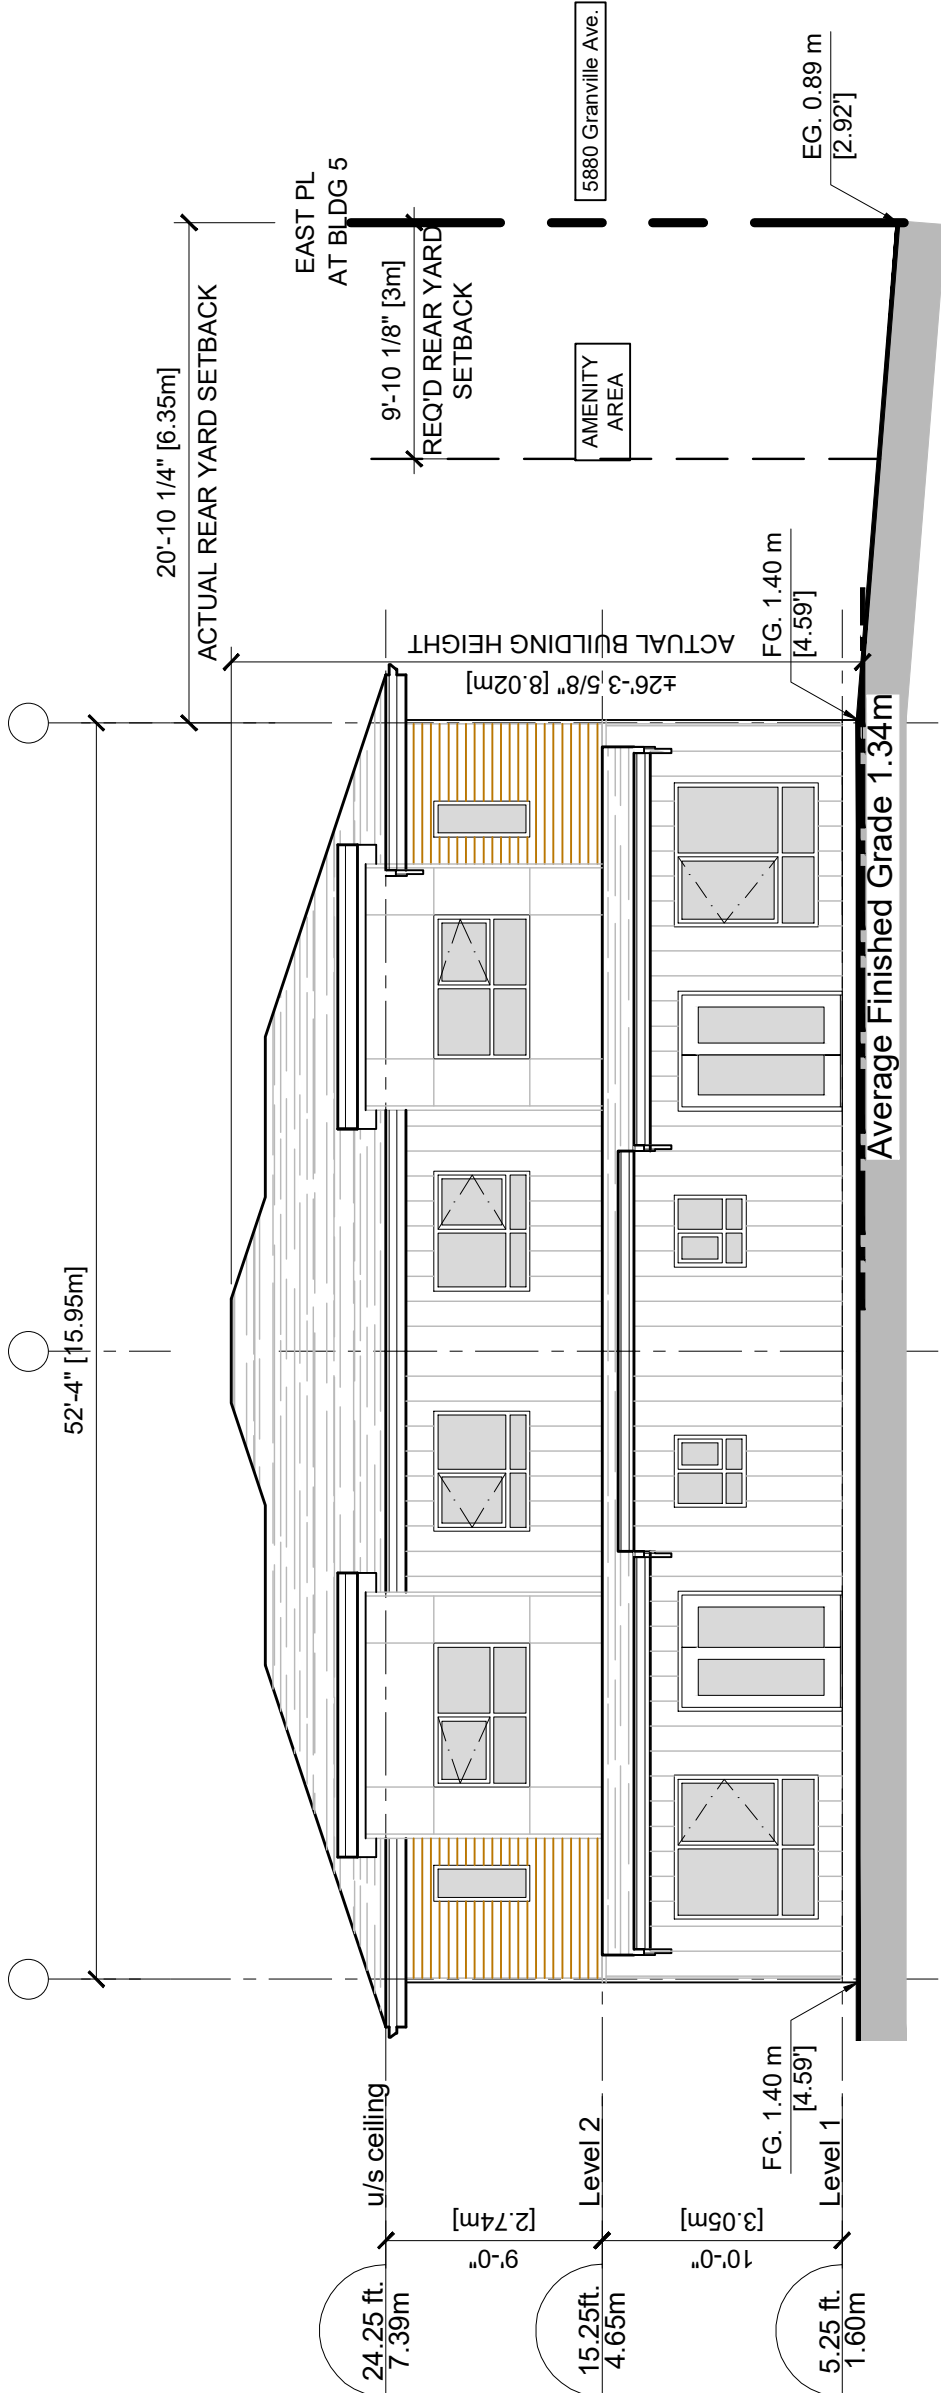 52'-4" [15.95m]
20'-10 1/4" [6.35m]
ACTUAL REAR YARD SETBACK
EAST PL
AT BLDG 5
9'-10 1/8" [3m]
REQ'D REAR YARD
SETBACK
5880 Granville Ave.
AMENITY
AREA
±26'-3 5/8" [8.02m]
ACTUAL BUILDING HEIGHT
24.25 ft.
7.39m
u/s ceiling
9'-0"
[2.74m]
15.25ft.
4.65m
Level 2
10'-0"
[3.05m]
5.25 ft.
1.60m
Level 1
FG. 1.40 m
[4.59']
FG. 1.40 m
[4.59']
EG. 0.89 m
[2.92']
Average Finished Grade 1.34m